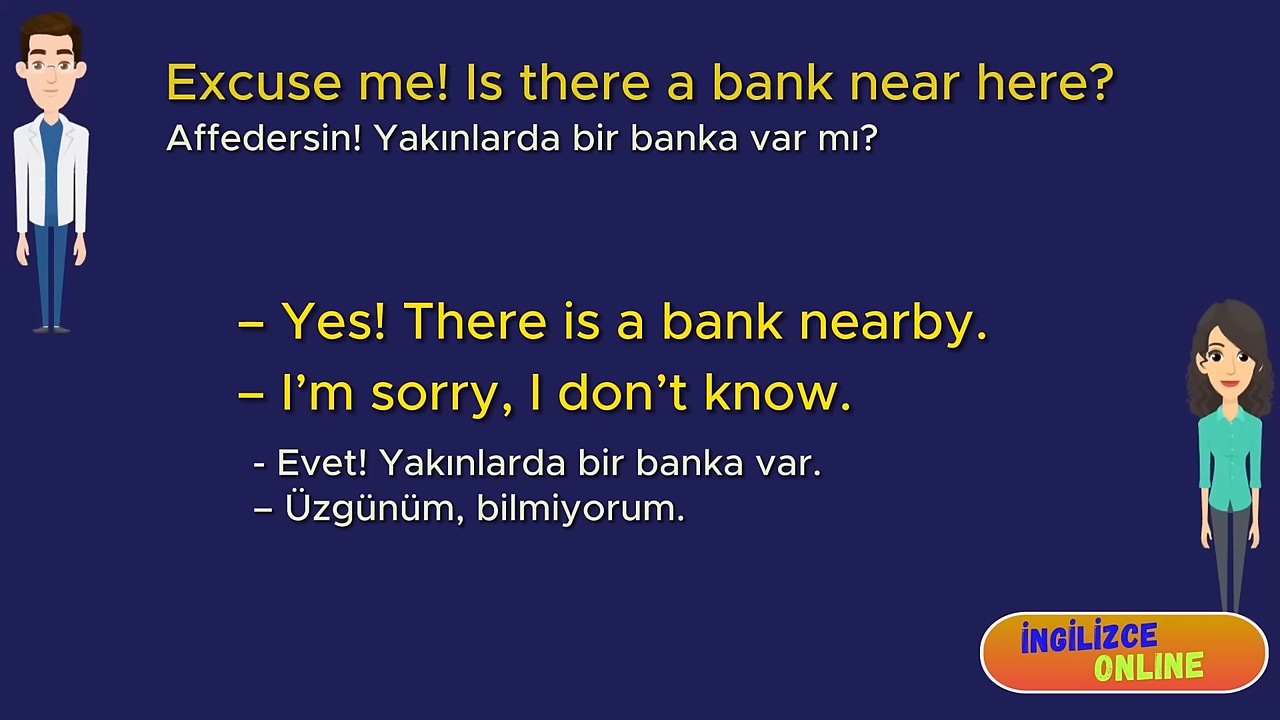 Excuse me! Is there a bank near here?
Affedersin! Yakınlarda bir banka var mı?
– Yes! There is a bank nearby.
– I’m sorry, I don’t know.
- Evet! Yakınlarda bir banka var.
– Üzgünüm, bilmiyorum.
İNGİLİZCE
ONLINE